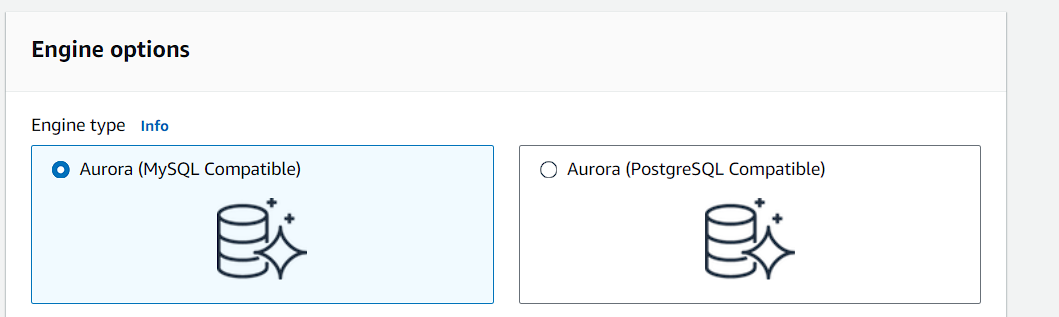 Engine options
Engine type Info
Aurora (MySQL Compatible)
Aurora (PostgreSQL Compatible)